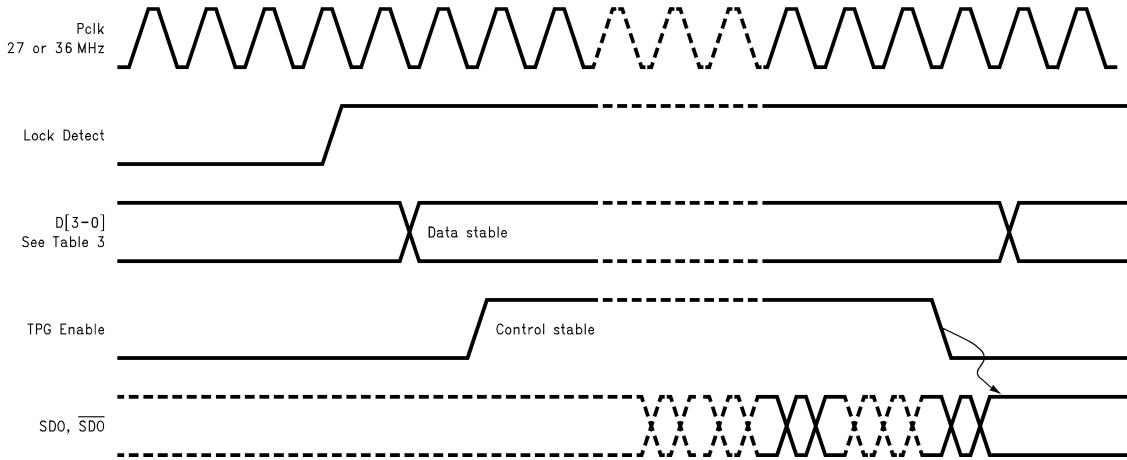 Pclk
27 or 36 MHz
Lock Detect
D[3-0]
See Table 3
Data stable
TPG Enable
Control stable
SDO, S̅D̅O̅